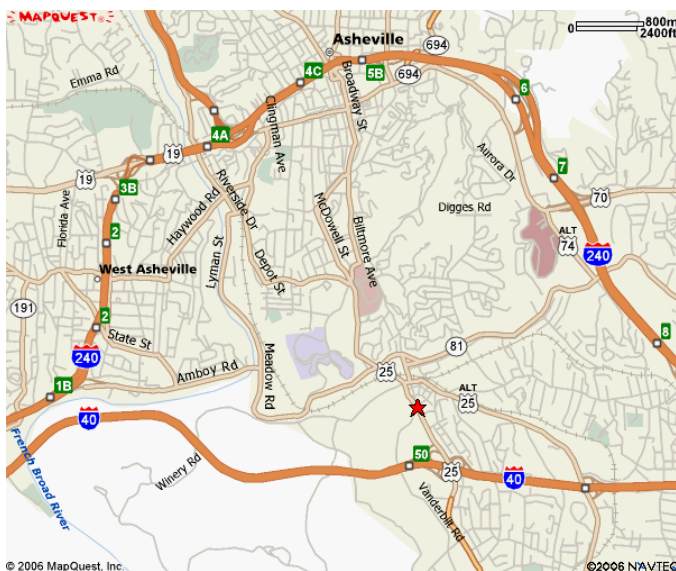 MAPQUEST
800m
2400ft
Asheville
694
Emma Rd
4C
Broadway St
5B
694
6
Clingman Ave
4A
19
Aurora Dr
7
19
3B
70
Florida Ave
Haywood Rd
Riverside Dr
McDowell St
Digges Rd
2
Lyman St
Biltmore Ave
ALT
74
240
Depot St
West Asheville
191
2
State St
81
8
240
Amboy Rd
Meadow Rd
25
ALT
25
1B
40
French Broad River
Winery Rd
50
25
40
Vanderbilt Rd
© 2006 MapQuest, Inc.
©2006 NAVTEQ
0